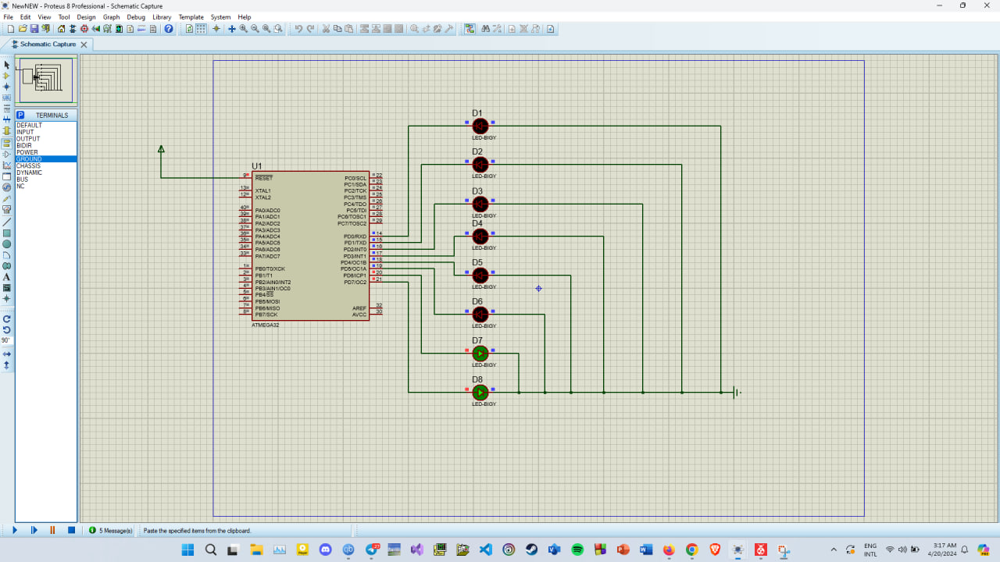 NewNEW - Proteus 8 Professional - Schematic Capture
File Edit View Tool Design Graph Debug Library Template System Help
Schematic Capture
P TERMINALS
DEFAULT
INPUT
OUTPUT
BIDIR
POWER
GROUND
CHASSIS
DYNAMIC
BUS
NC
90°
D1
LED-BIGY
D2
LED-BIGY
D3
LED-BIGY
D4
LED-BIGY
D5
LED-BIGY
D6
LED-BIGY
D7
LED-BIGY
D8
LED-BIGY
U1
9 RESET PC0/SCL 22
PC1/SDA 23
13 XTAL1 PC2/TCK 24
12 XTAL2 PC3/TMS 25
PC4/TDO 26
40 PA0/ADC0 PC5/TDI 27
39 PA1/ADC1 PC6/TOSC1 28
38 PA2/ADC2 PC7/TOSC2 29
37 PA3/ADC3
36 PA4/ADC4 PD0/RXD 14
35 PA5/ADC5 PD1/TXD 15
34 PA6/ADC6 PD2/INT0 16
33 PA7/ADC7 PD3/INT1 17
PD4/OC1B 18
1 PB0/T0/XCK PD5/OC1A 19
2 PB1/T1 PD6/ICP1 20
3 PB2/AIN0/INT2 PD7/OC2 21
4 PB3/AIN1/OC0
5 PB4/SS
6 PB5/MOSI
7 PB6/MISO AREF 32
8 PB7/SCK AVCC 30
ATMEGA32
5 Message(s) Paste the specified items from the clipboard.
ENG
INTL
3:17 AM
4/20/2024